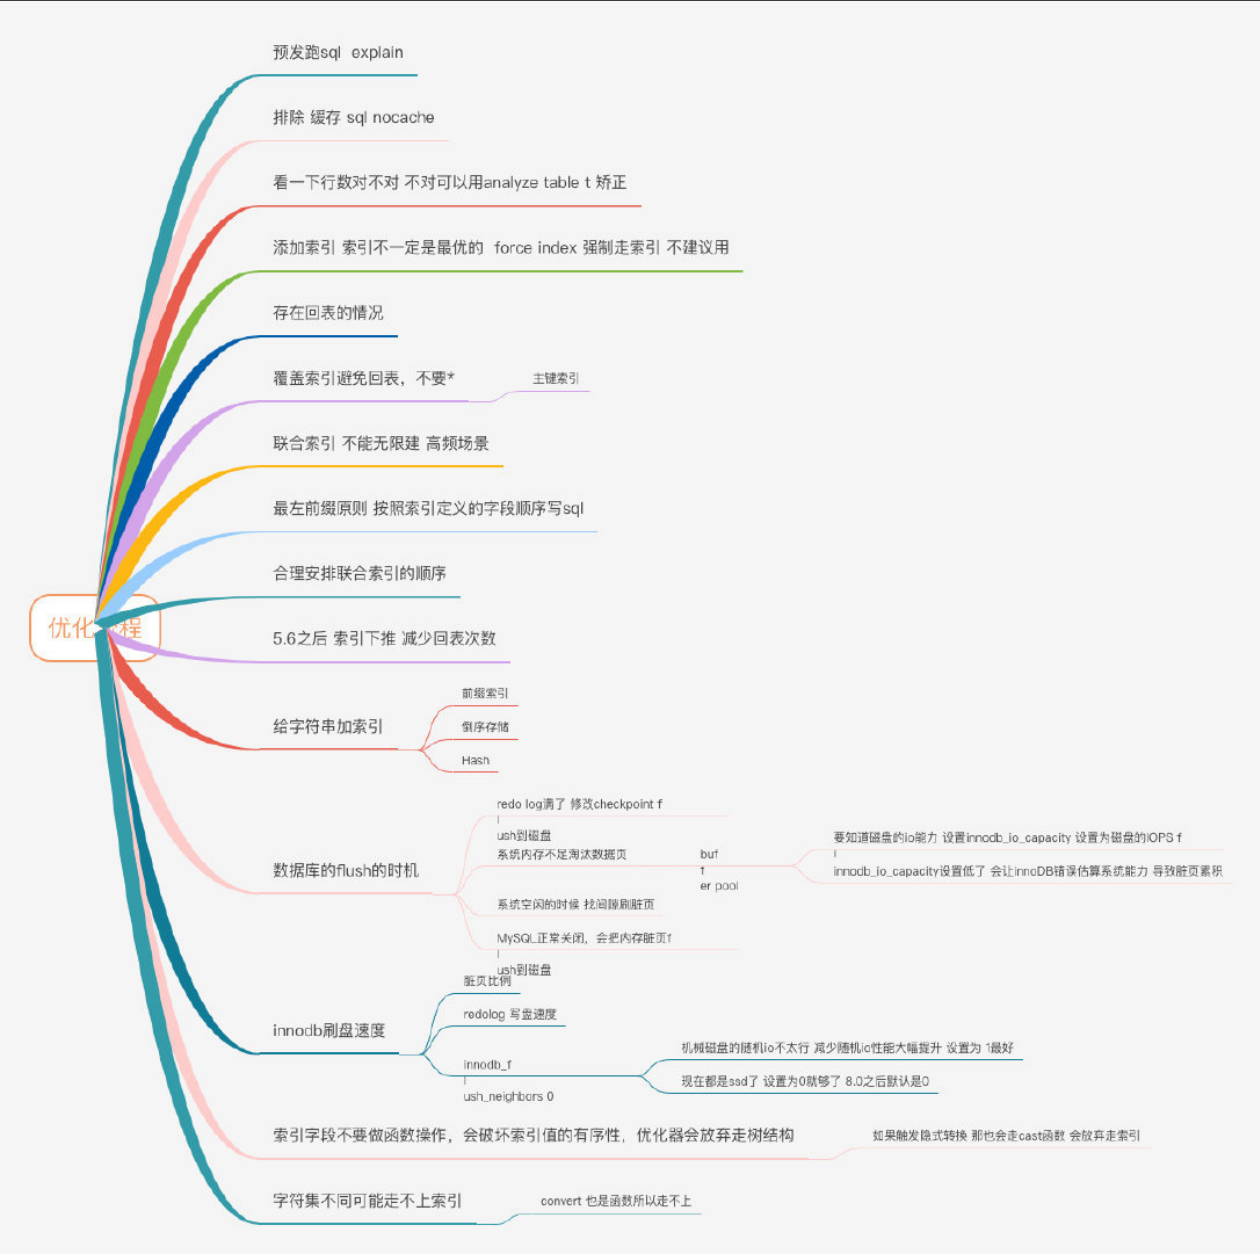 预发跑sql explain
排除 缓存 sql nocache
看一下行数对不对 不对可以用analyze table t 矫正
添加索引 索引不一定是最优的 force index 强制走索引 不建议用
存在回表的情况
覆盖索引避免回表，不要*
主键索引
联合索引 不能无限建 高频场景
最左前缀原则 按照索引定义的字段顺序写sql
合理安排联合索引的顺序
优化 程
5.6之后 索引下推 减少回表次数
给字符串加索引
前缀索引
倒序存储
Hash
数据库的flush的时机
redo log满了 修改checkpoint f
l
ush到磁盘
系统内存不足淘汰数据页
buf
f
er pool
要知道磁盘的io能力 设置innodb_io_capacity 设置为磁盘的IOPS f
l
innodb_io_capacity设置低了 会让innoDB错误估算系统能力 导致脏页累积
系统空闲的时候 找间隙刷脏页
MySQL正常关闭，会把内存脏页f
l
ush到磁盘
innodb刷盘速度
脏页比例
redolog 写盘速度
innodb_f
l
ush_neighbors 0
机械磁盘的随机io不太行 减少随机io性能大幅提升 设置为 1最好
现在都是ssd了 设置为0就够了 8.0之后默认是0
索引字段不要做函数操作，会破坏索引值的有序性，优化器会放弃走树结构
如果触发隐式转换 那也会走cast函数 会放弃走索引
字符集不同可能走不上索引
convert 也是函数所以走不上